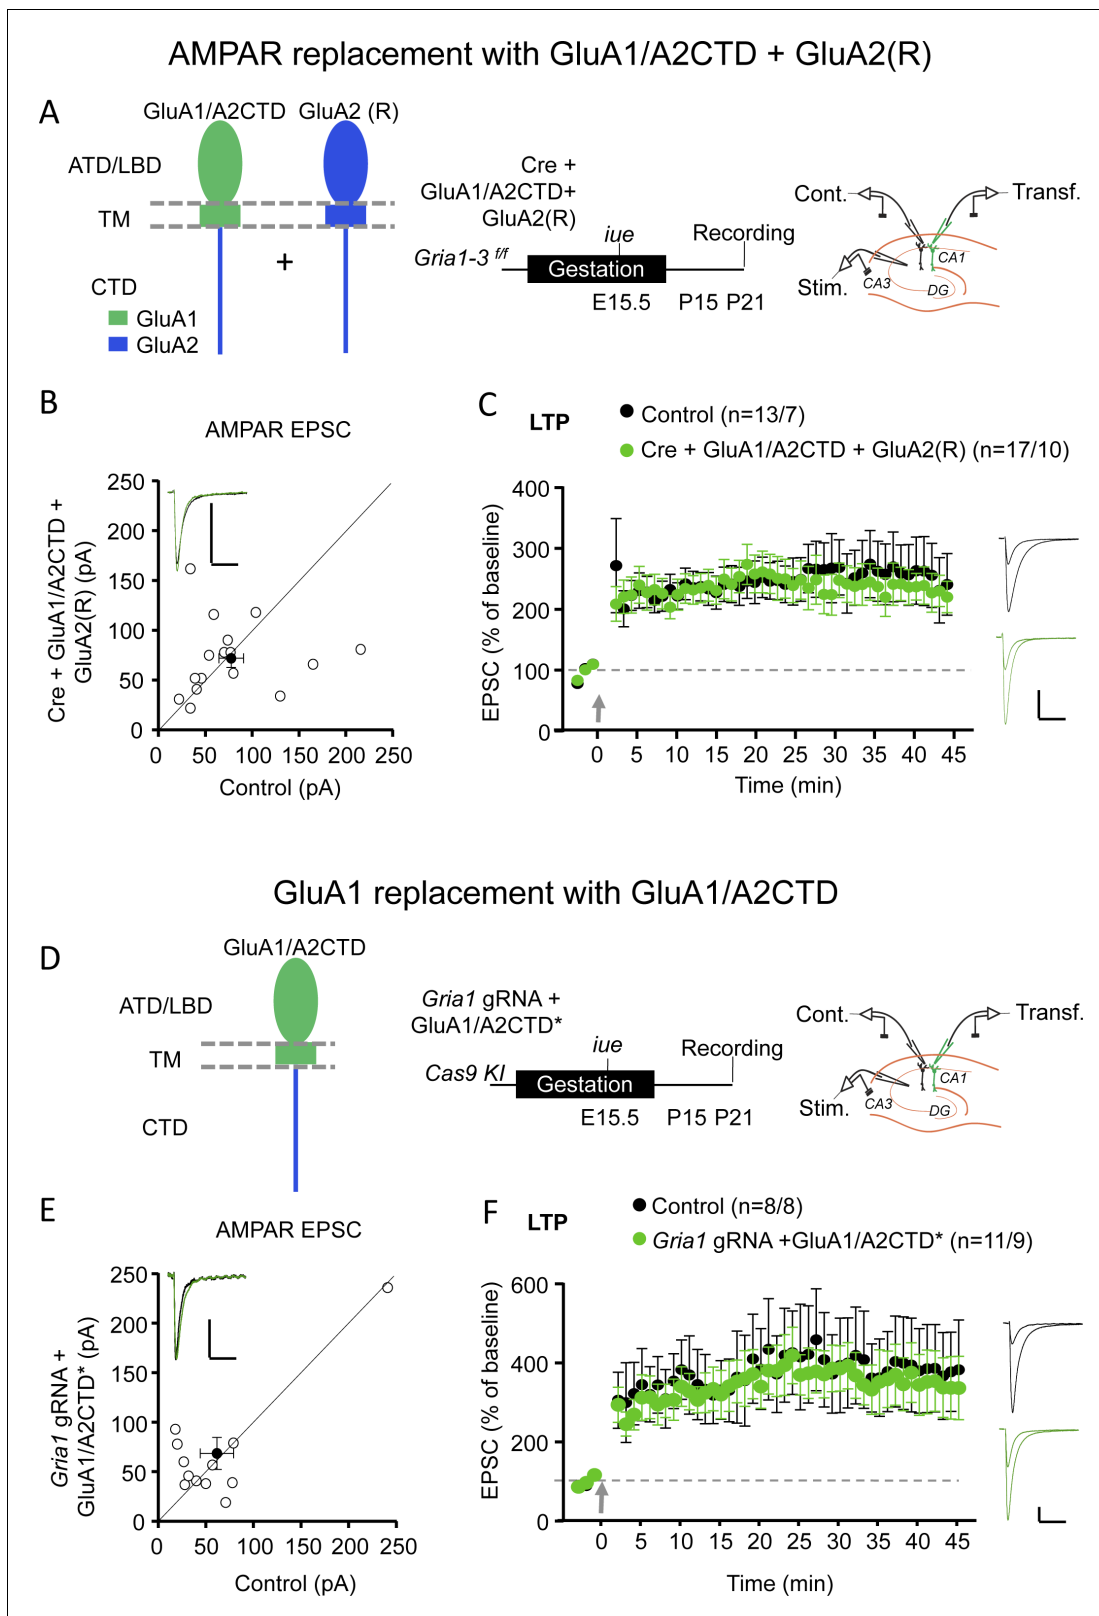 AMPAR replacement with GluA1/A2CTD + GluA2(R)
A
GluA1/A2CTD GluA2 (R)
ATD/LBD
TM
+
CTD
GluA1
GluA2
Cre +
GluA1/A2CTD+
GluA2(R)
iue
Recording
Gria1-3 f/f
Gestation
E15.5
P15 P21
Cont.
Transf.
Stim.
CA3
CA1
DG
B
AMPAR EPSC
Cre + GluA1/A2CTD +
GluA2(R) (pA)
250
200
150
100
50
0
0 50 100 150 200 250
Control (pA)
C
LTP
Control (n=13/7)
Cre + GluA1/A2CTD + GluA2(R) (n=17/10)
EPSC (% of baseline)
400
300
200
100
0
0 5 10 15 20 25 30 35 40 45
Time (min)
GluA1 replacement with GluA1/A2CTD
D
GluA1/A2CTD
ATD/LBD
TM
CTD
Gria1 gRNA +
GluA1/A2CTD*
iue
Recording
Cas9 KI
Gestation
E15.5
P15 P21
Cont.
Transf.
Stim.
CA3
CA1
DG
E
AMPAR EPSC
Gria1 gRNA +
GluA1/A2CTD* (pA)
250
200
150
100
50
0
0 50 100 150 200 250
Control (pA)
F
LTP
Control (n=8/8)
Gria1 gRNA +GluA1/A2CTD* (n=11/9)
EPSC (% of baseline)
600
400
200
100
0
0 5 10 15 20 25 30 35 40 45
Time (min)